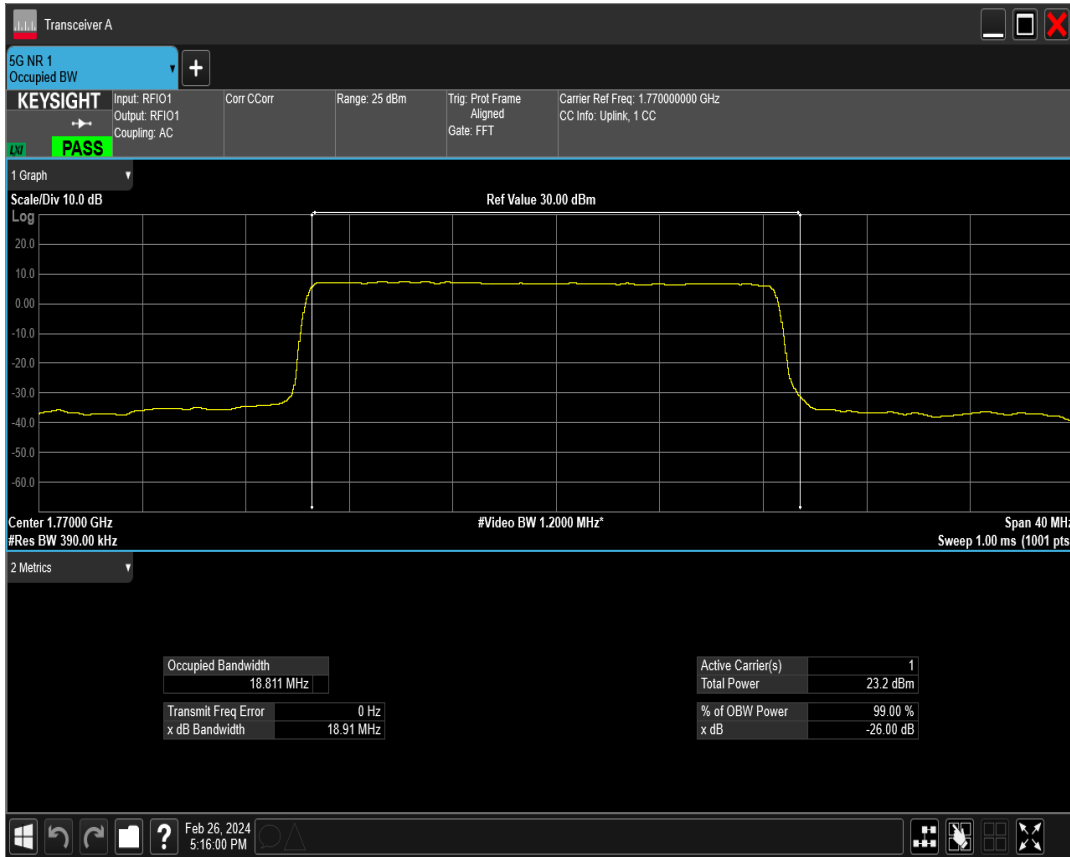 Transceiver A
5G NR 1
Occupied BW
KEYSIGHT
LXI
PASS
Input: RFIO1
Output: RFIO1
Coupling: AC
Corr CCorr
Range: 25 dBm
Trig: Prot Frame
Aligned
Gate: FFT
Carrier Ref Freq: 1.770000000 GHz
CC Info: Uplink, 1 CC
1 Graph
Scale/Div 10.0 dB
Ref Value 30.00 dBm
Log
20.0
10.0
0.00
-10.0
-20.0
-30.0
-40.0
-50.0
-60.0
Center 1.77000 GHz
#Video BW 1.2000 MHz*
Span 40 MHz
#Res BW 390.00 kHz
Sweep 1.00 ms (1001 pts
2 Metrics
Occupied Bandwidth
18.811 MHz
Transmit Freq Error 0 Hz
x dB Bandwidth 18.91 MHz
Active Carrier(s) 1
Total Power 23.2 dBm
% of OBW Power 99.00 %
x dB -26.00 dB
?
Feb 26, 2024
5:16:00 PM